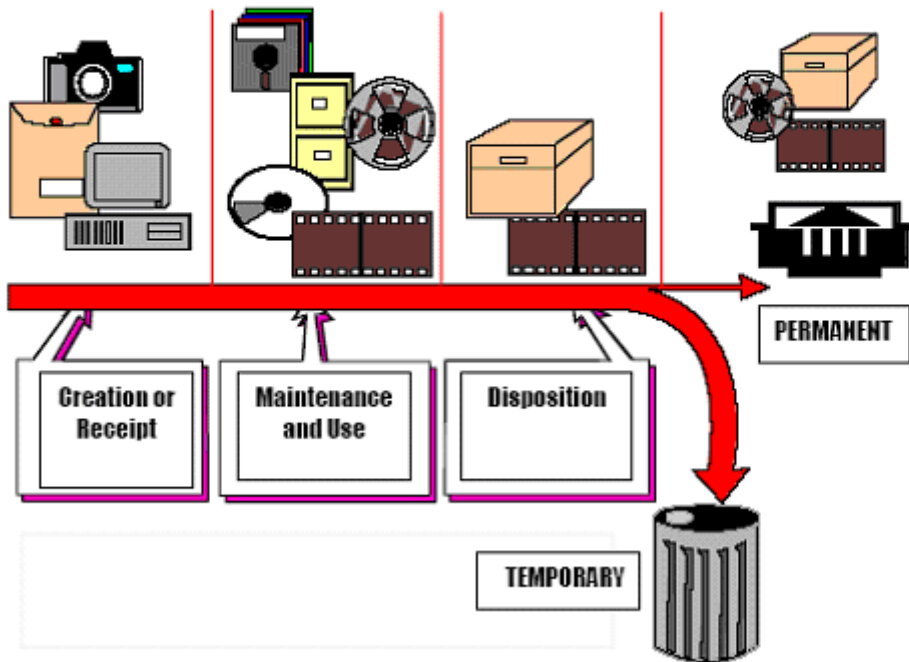 PERMANENT
Creation or
Receipt
Maintenance
and Use
Disposition
TEMPORARY